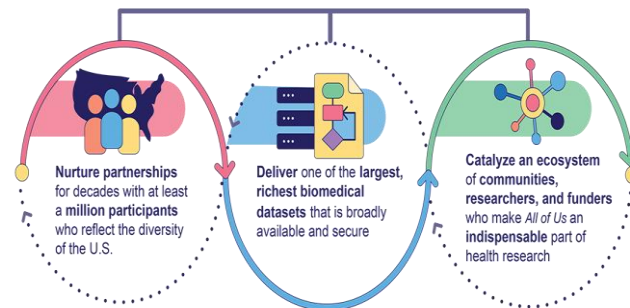 Nurture partnerships
for decades with at least
a million participants
who reflect the diversity
of the U.S.
Deliver one of the largest,
richest biomedical
datasets that is broadly
available and secure
Catalyze an ecosystem
of communities,
researchers, and funders
who make All of Us an
indispensable part of
health research